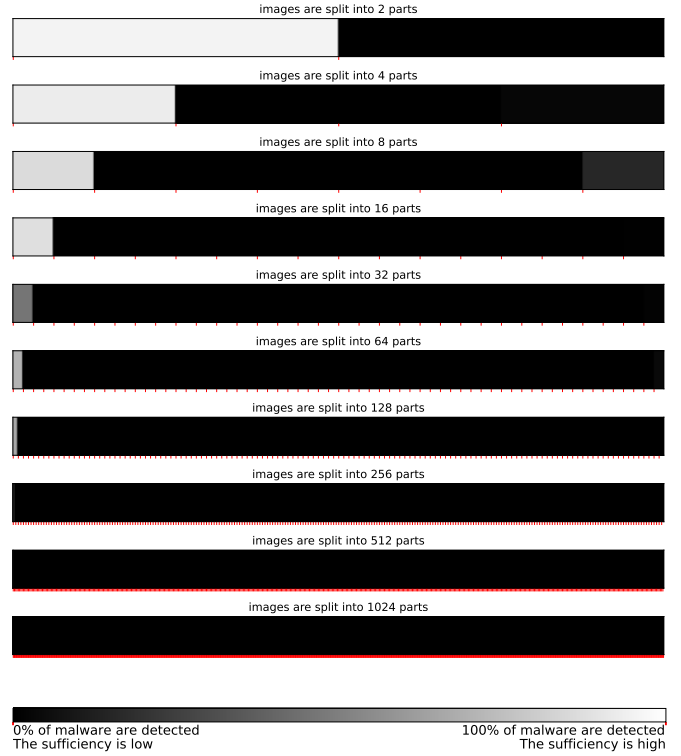 images are split into 2 parts
images are split into 4 parts
images are split into 8 parts
images are split into 16 parts
images are split into 32 parts
images are split into 64 parts
images are split into 128 parts
images are split into 256 parts
images are split into 512 parts
images are split into 1024 parts
0% of malware are detected 100% of malware are detected
The sufficiency is low The sufficiency is high